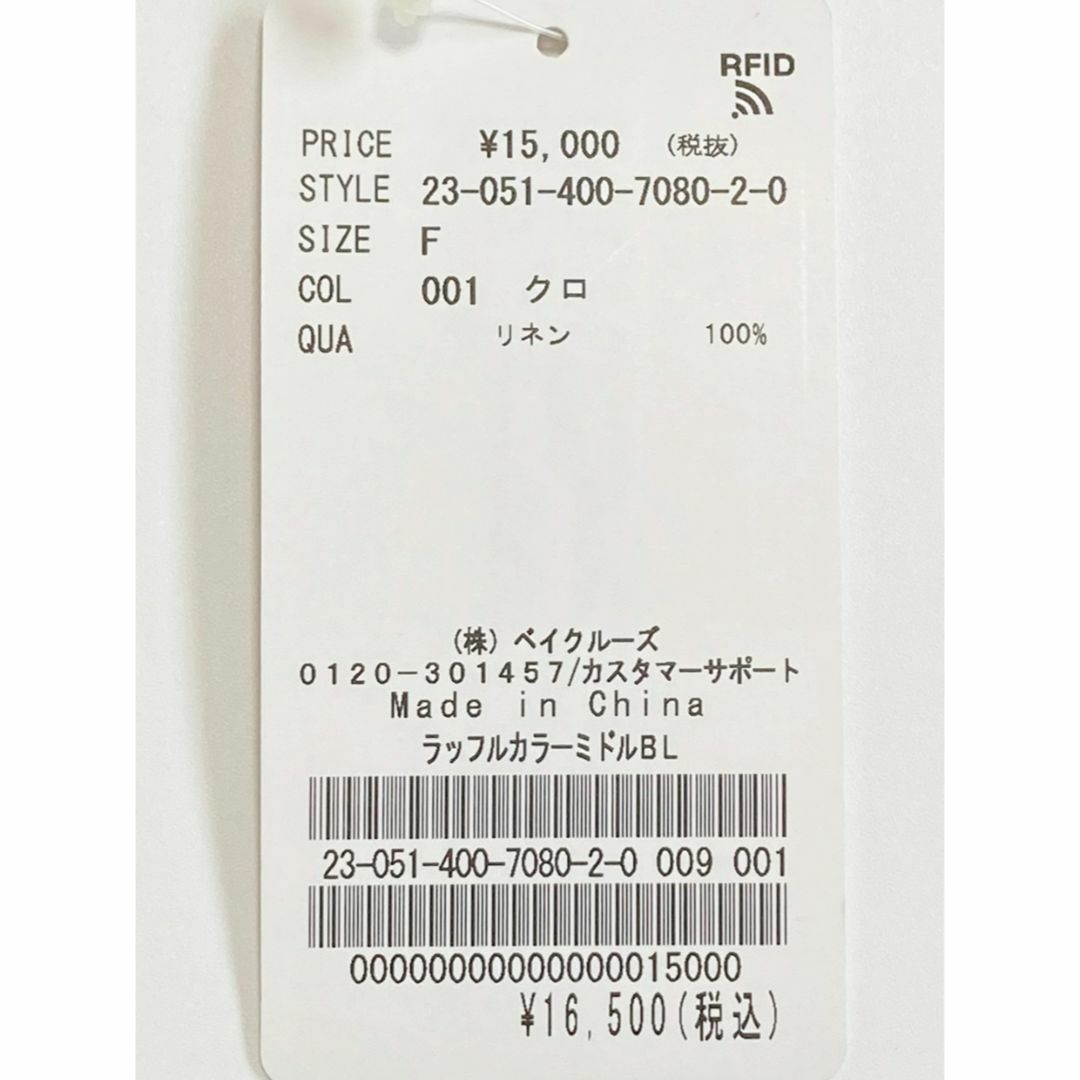 RFID
PRICE ¥15,000 (税抜)
STYLE 23-051-400-7080-2-0
SIZE F
COL 001 クロ
QUA リネン 100%
(株) ベイクルーズ
0120-301457/カスタマーサポート
Made in China
ラッフルカラーミドルBL
23-051-400-7080-2-0 009 001
00000000000000015000
¥16,500(税込)